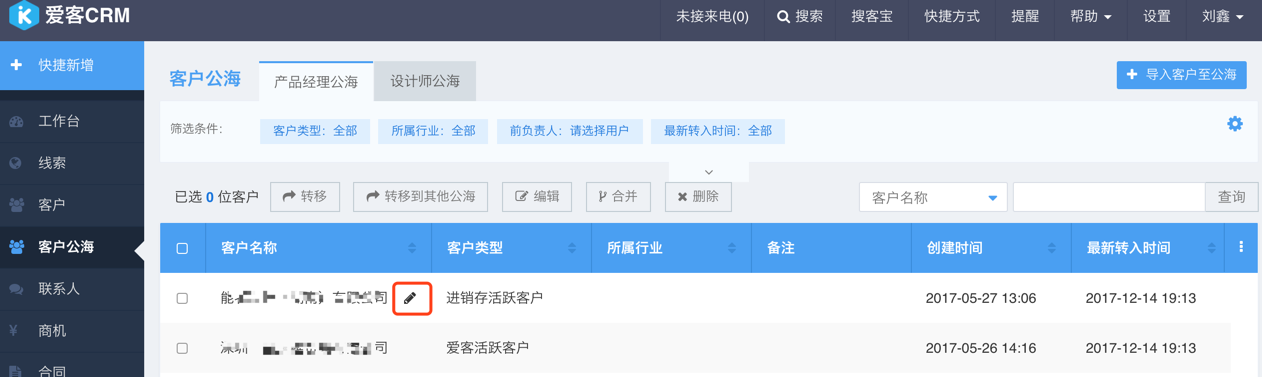 爱客CRM
未接来电(0)
搜索
搜客宝
快捷方式
提醒
帮助
设置
刘鑫
快捷新增
工作台
线索
客户
客户公海
联系人
商机
合同
客户公海
产品经理公海
设计师公海
导入客户至公海
筛选条件：
客户类型：全部
所属行业：全部
前负责人：请选择用户
最新转入时间：全部
已选 0 位客户
转移
转移到其他公海
编辑
合并
删除
客户名称
查询
客户名称
客户类型
所属行业
备注
创建时间
最新转入时间
司
进销存活跃客户
2017-05-27 13:06
2017-12-14 19:13
司
爱客活跃客户
2017-05-26 14:16
2017-12-14 19:13